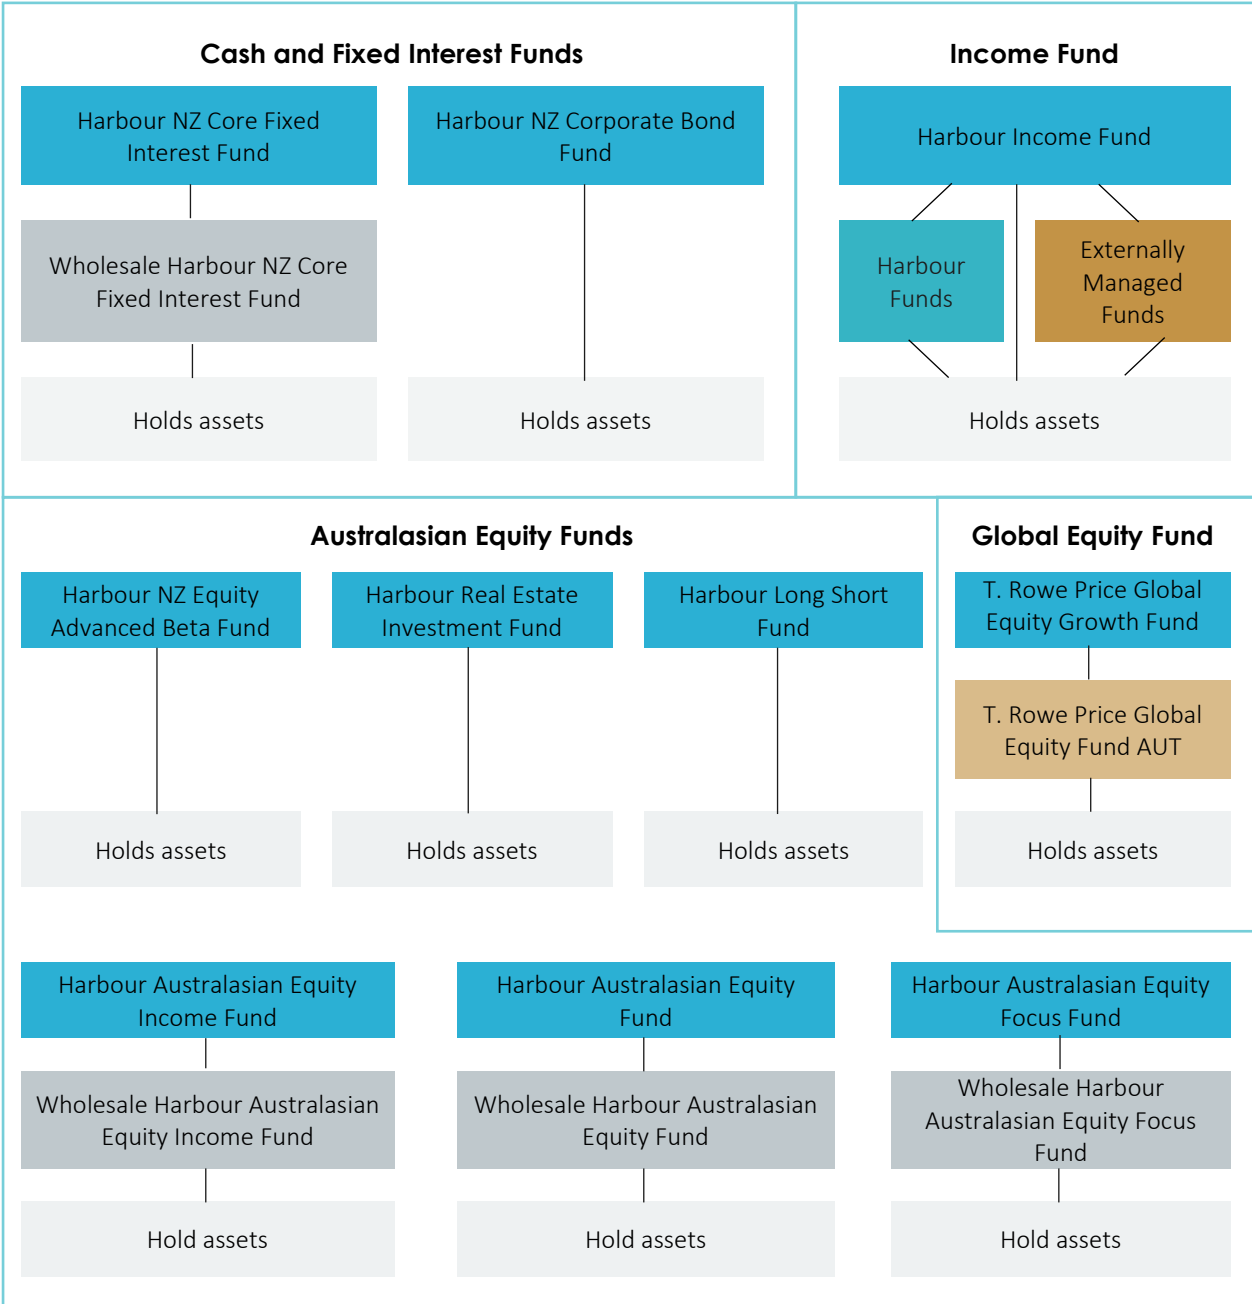 Cash and Fixed Interest Funds
Harbour NZ Core Fixed
Interest Fund
Harbour NZ Corporate Bond
Fund
Wholesale Harbour NZ Core
Fixed Interest Fund
Holds assets
Holds assets
Income Fund
Harbour Income Fund
Harbour
Funds
Externally
Managed
Funds
Holds assets
Australasian Equity Funds
Harbour NZ Equity
Advanced Beta Fund
Harbour Real Estate
Investment Fund
Harbour Long Short
Fund
Holds assets
Holds assets
Holds assets
Global Equity Fund
T. Rowe Price Global
Equity Growth Fund
T. Rowe Price Global
Equity Fund AUT
Holds assets
Harbour Australasian Equity
Income Fund
Wholesale Harbour Australasian
Equity Income Fund
Hold assets
Harbour Australasian Equity
Fund
Wholesale Harbour Australasian
Equity Fund
Hold assets
Harbour Australasian Equity
Focus Fund
Wholesale Harbour
Australasian Equity Focus
Fund
Hold assets